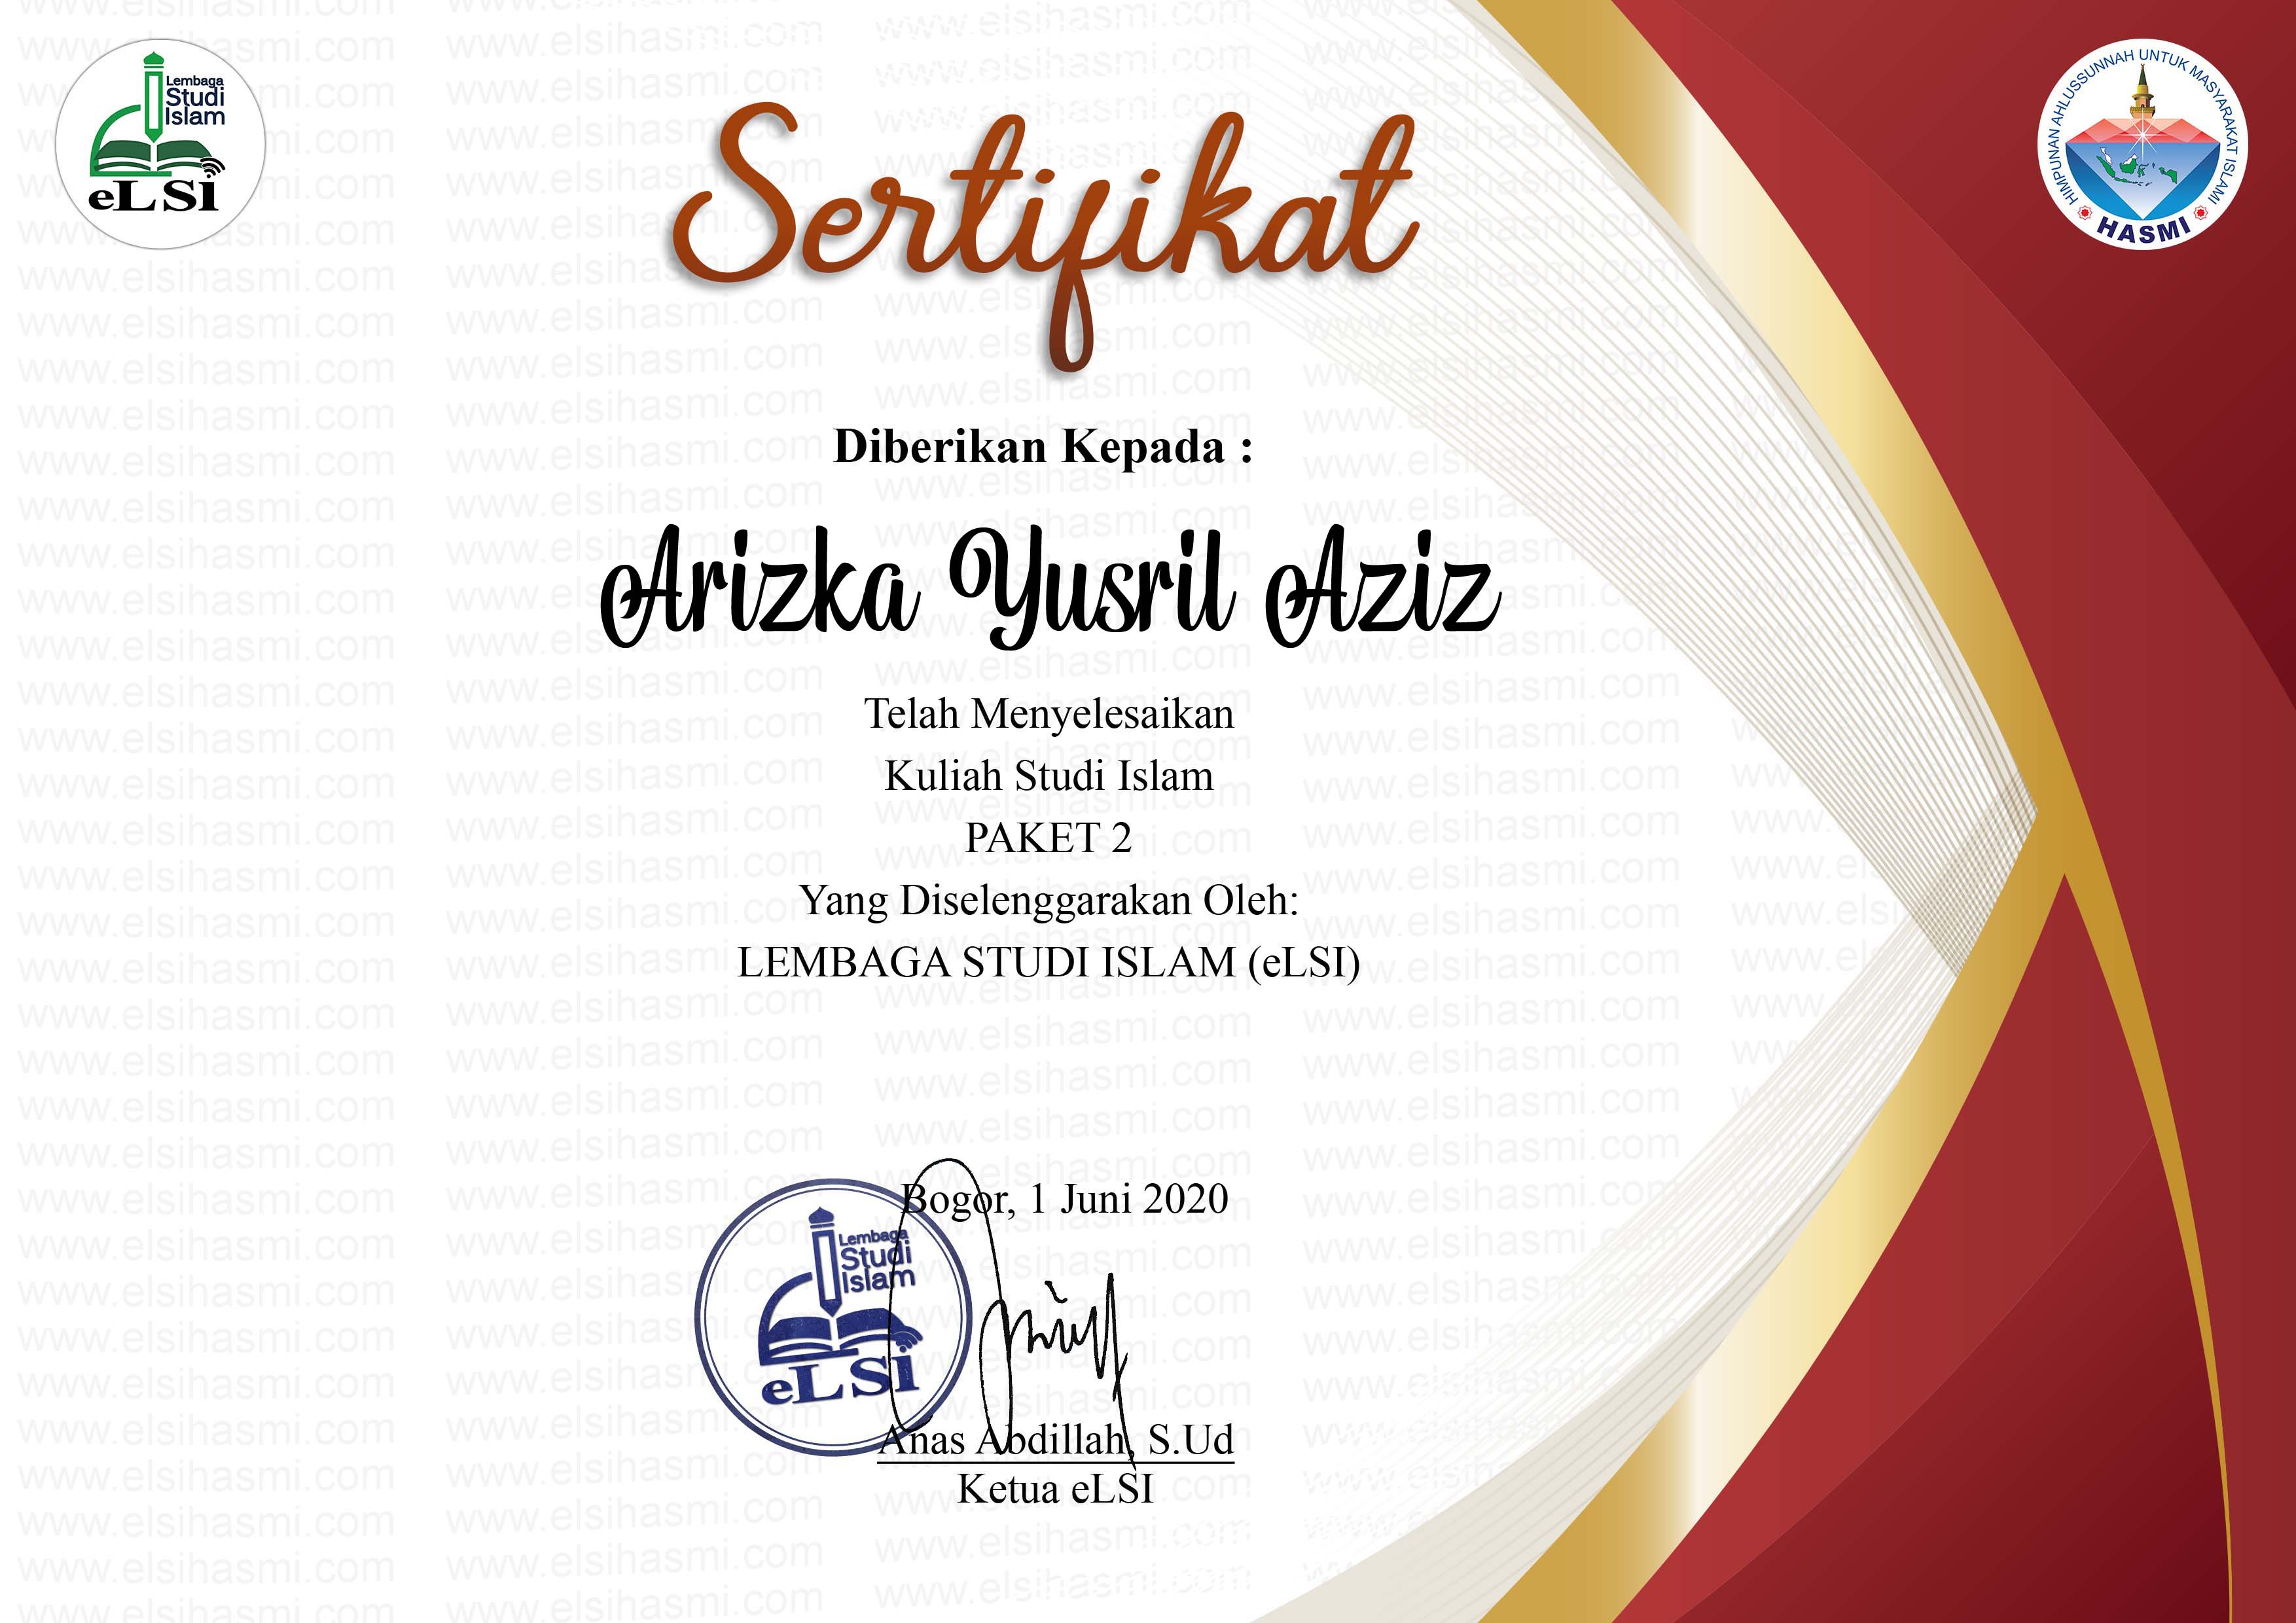 Lembaga
Studi
Islam
eLSi
HIMPUNAN AHLUSSUNNAH UNTUK MASYARAKAT ISLAMI
HASMI
Sertifikat
Diberikan Kepada :
Arizka Yusril Aziz
Telah Menyelesaikan
Kuliah Studi Islam
PAKET 2
Yang Diselenggarakan Oleh:
LEMBAGA STUDI ISLAM (eLSI)
Bogor, 1 Juni 2020
Lembaga
Studi
Islam
eLSi
Anas Abdillah, S.Ud
Ketua eLSI
www.elsihasmi.com